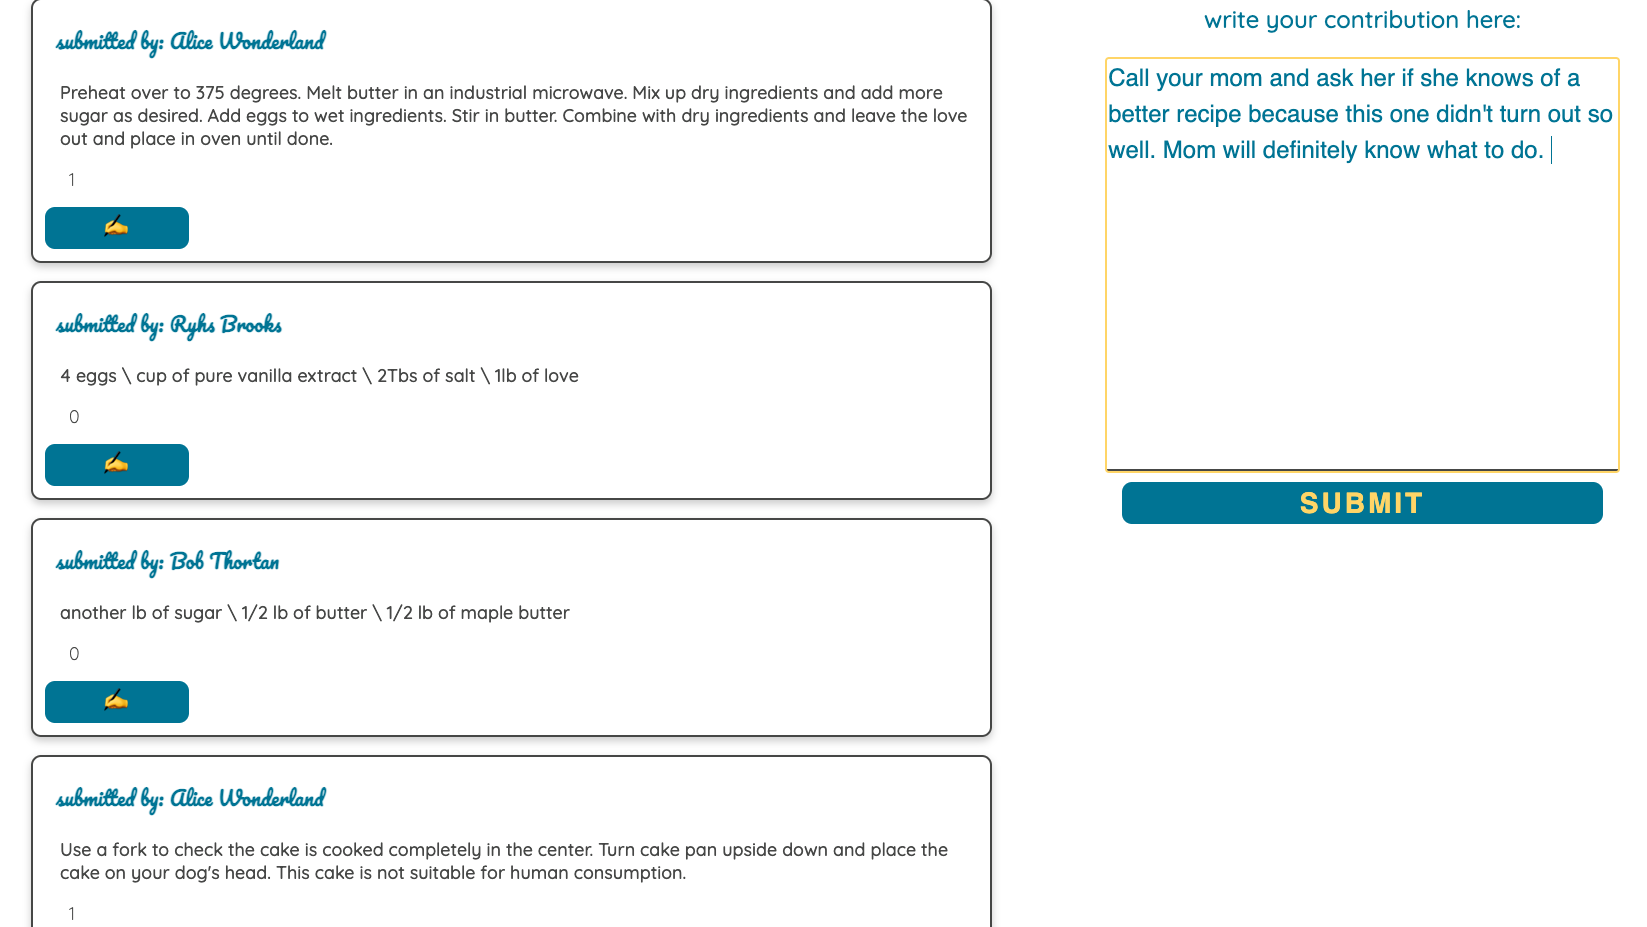 submitted by: Alice Wonderland
Preheat over to 375 degrees. Melt butter in an industrial microwave. Mix up dry ingredients and add more
sugar as desired. Add eggs to wet ingredients. Stir in butter. Combine with dry ingredients and leave the love
out and place in oven until done.
1
submitted by: Ryhs Brooks
4 eggs \ cup of pure vanilla extract \ 2Tbs of salt \ 1lb of love
0
submitted by: Bob Thortan
another lb of sugar \ 1/2 lb of butter \ 1/2 lb of maple butter
0
submitted by: Alice Wonderland
Use a fork to check the cake is cooked completely in the center. Turn cake pan upside down and place the
cake on your dog's head. This cake is not suitable for human consumption.
1
write your contribution here:
Call your mom and ask her if she knows of a
better recipe because this one didn't turn out so
well. Mom will definitely know what to do.
SUBMIT